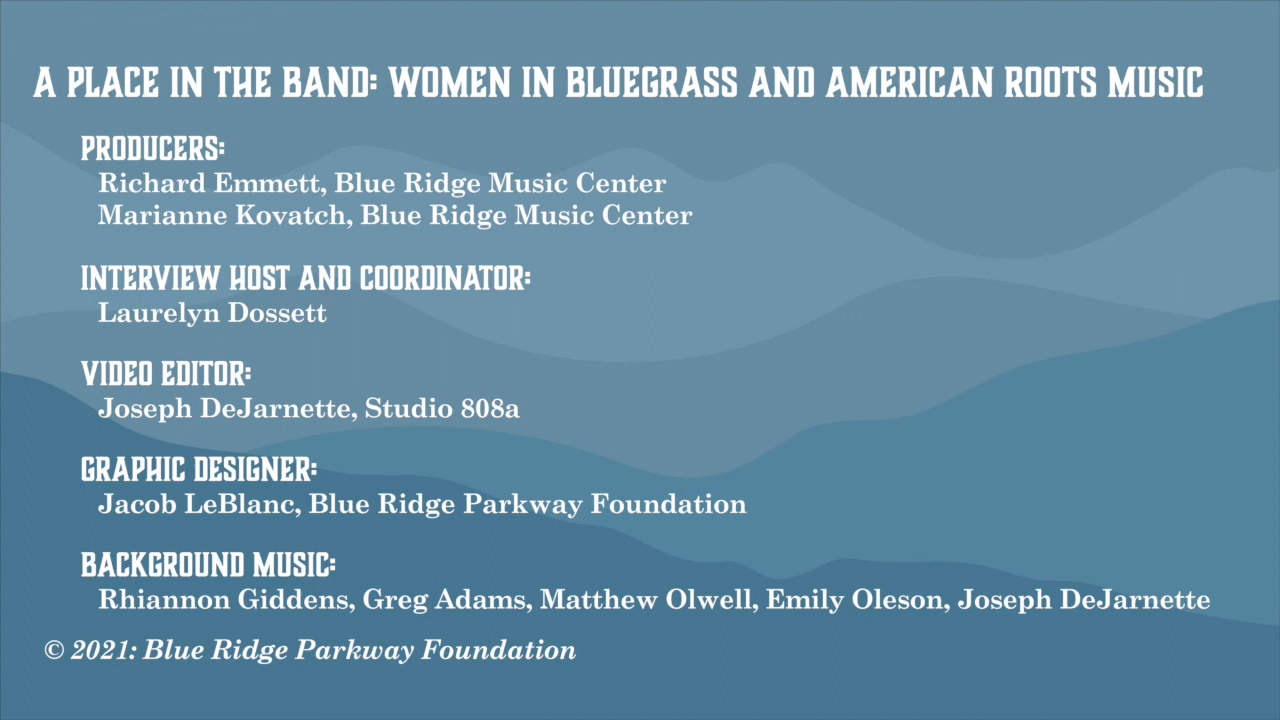 A PLACE IN THE BAND: WOMEN IN BLUEGRASS AND AMERICAN ROOTS MUSIC
PRODUCERS:
Richard Emmett, Blue Ridge Music Center
Marianne Kovatch, Blue Ridge Music Center
INTERVIEW HOST AND COORDINATOR:
Laurelyn Dossett
VIDEO EDITOR:
Joseph DeJarnette, Studio 808a
GRAPHIC DESIGNER:
Jacob LeBlanc, Blue Ridge Parkway Foundation
BACKGROUND MUSIC:
Rhiannon Giddens, Greg Adams, Matthew Olwell, Emily Oleson, Joseph DeJarnette
© 2021: Blue Ridge Parkway Foundation